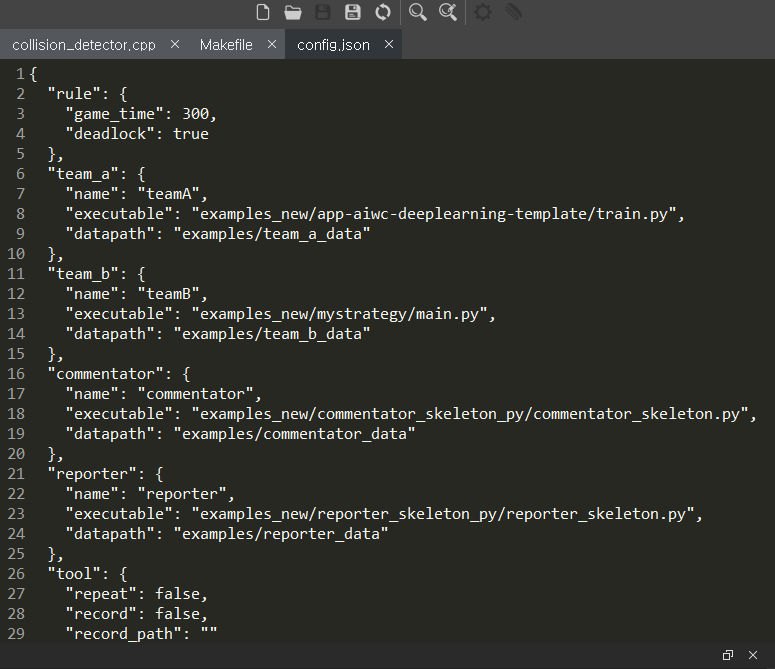 collision_detector.cpp × Makefile × config.json ×
1 {
2   "rule": {
3     "game_time": 300,
4     "deadlock": true
5   },
6   "team_a": {
7     "name": "teamA",
8     "executable": "examples_new/app-aiwc-deeplearning-template/train.py",
9     "datapath": "examples/team_a_data"
10   },
11   "team_b": {
12     "name": "teamB",
13     "executable": "examples_new/mystrategy/main.py",
14     "datapath": "examples/team_b_data"
15   },
16   "commentator": {
17     "name": "commentator",
18     "executable": "examples_new/commentator_skeleton_py/commentator_skeleton.py",
19     "datapath": "examples/commentator_data"
20   },
21   "reporter": {
22     "name": "reporter",
23     "executable": "examples_new/reporter_skeleton_py/reporter_skeleton.py",
24     "datapath": "examples/reporter_data"
25   },
26   "tool": {
27     "repeat": false,
28     "record": false,
29     "record_path": ""